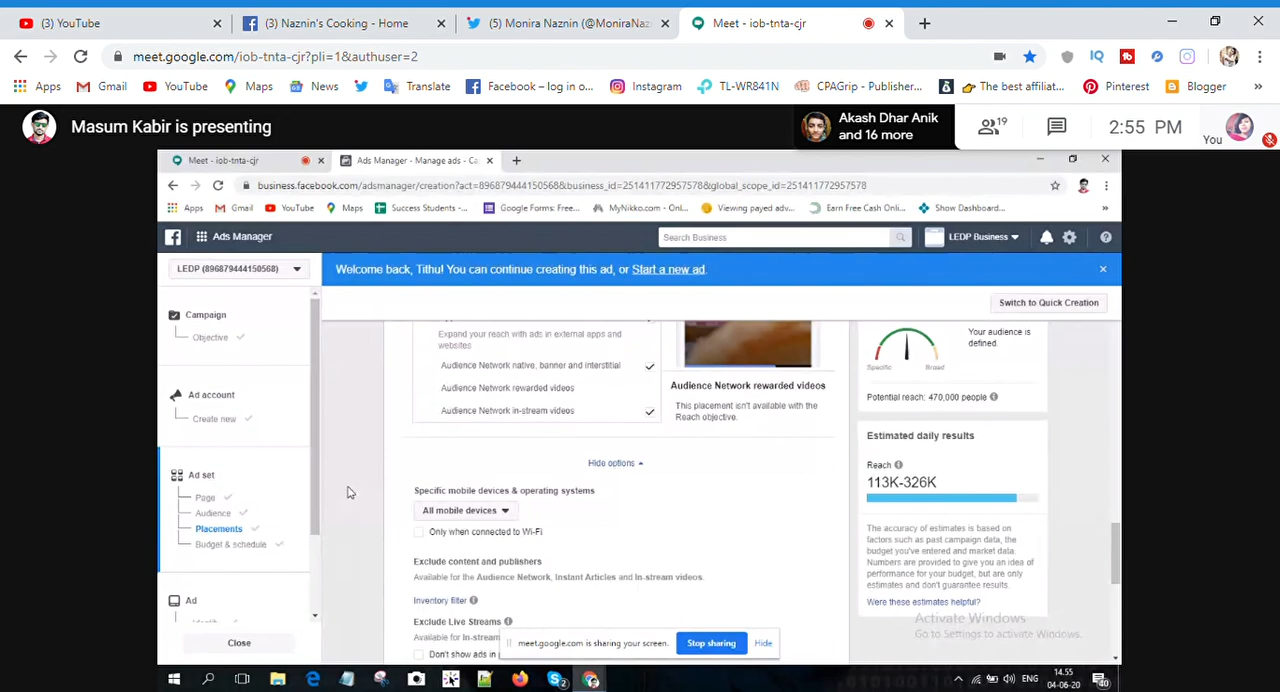 (3) YouTube
Naznin's Cooking - Home
(5) Monira Naznin (@MoniraNaz
Meet - iob-tnta-cjr
meet.google.com/iob-tnta-cjr?pli=1&authuser=2
Apps Gmail YouTube Maps News Translate Facebook – log in o... Instagram TL-WR841N CPAGrip - Publisher... The best affiliat... Pinterest Blogger »
Masum Kabir is presenting
Akash Dhar Anik
and 16 more
19
2:55 PM
You
Meet - iob-tnta-cjr
Ads Manager - Manage ads - Ca
business.facebook.com/adsmanager/creation?act=896879444150568&business_id=251411772957578&global_scope_id=251411772957578
Apps Gmail YouTube Maps Success Students -... Google Forms: Free... MyNikko.com - Onl... Viewing payed adv... Earn Free Cash Onli... Show Dashboard... »
Ads Manager
Search Business
LEDP Business
LEDP (896879444150568)
Welcome back, Tithu! You can continue creating this ad, or Start a new ad.
Switch to Quick Creation
Campaign
Objective
Ad account
Create new
Ad set
Page
Audience
Placements
Budget & schedule
Ad
Close
Expand your reach with ads in external apps and
websites
Audience Network native, banner and interstitial
Audience Network rewarded videos
Audience Network in-stream videos
Audience Network rewarded videos
This placement isn't available with the
Reach objective.
Hide options
Specific mobile devices & operating systems
All mobile devices
Only when connected to Wi-Fi
Exclude content and publishers
Available for the Audience Network, Instant Articles and In-stream videos.
Inventory filter
Exclude Live Streams
Available for In-stream
Don't show ads in
meet.google.com is sharing your screen.
Stop sharing
Hide
Your audience is
defined.
Specific
Broad
Potential reach: 470,000 people
Estimated daily results
Reach
113K-326K
The accuracy of estimates is based on
factors such as past campaign data, the
budget you've entered and market data.
Numbers are provided to give you an idea of
performance for your budget, but are only
estimates and don't guarantee results.
Were these estimates helpful?
Activate Windows
Go to Settings to activate Windows.
2
ENG
14.55
04-06-20
40